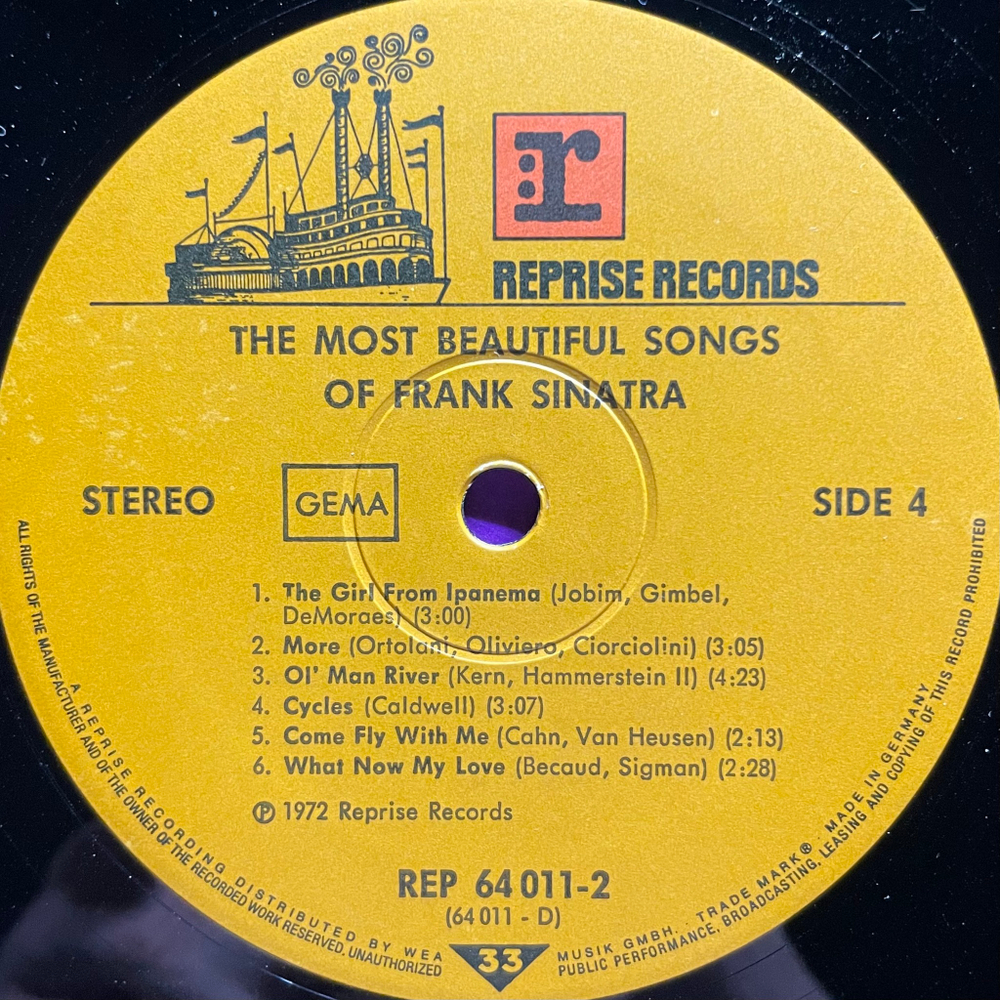 r
REPRISE RECORDS
THE MOST BEAUTIFUL SONGS
OF FRANK SINATRA
STEREO
GEMA
SIDE 4
1. The Girl From Ipanema (Jobim, Gimbel,
DeMoraes) (3:00)
2. More (Ortolani, Oliviero, Ciorciolini) (3:05)
3. Ol' Man River (Kern, Hammerstein II) (4:23)
4. Cycles (Caldwell) (3:07)
5. Come Fly With Me (Cahn, Van Heusen) (2:13)
6. What Now My Love (Becaud, Sigman) (2:28)
℗ 1972 Reprise Records
REP 64 011-2
(64 011 - D)
33
A REPRISE RECORDING DISTRIBUTED BY WEA MUSIK GMBH. . TRADE MARK® . MADE IN GERMANY
ALL RIGHTS OF THE MANUFACTURER AND OF THE OWNER OF THE RECORDED WORK RESERVED. UNAUTHORIZED PUBLIC PERFORMANCE, BROADCASTING, LEASING AND COPYING OF THIS RECORD PROHIBITED